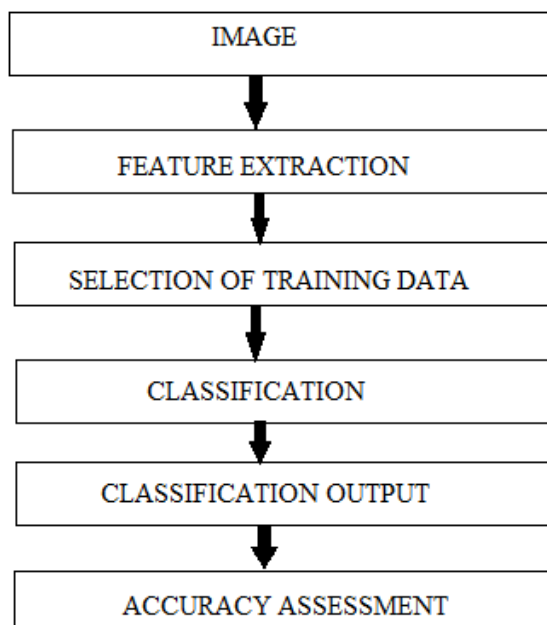 IMAGE
FEATURE EXTRACTION
SELECTION OF TRAINING DATA
CLASSIFICATION
CLASSIFICATION OUTPUT
ACCURACY ASSESSMENT